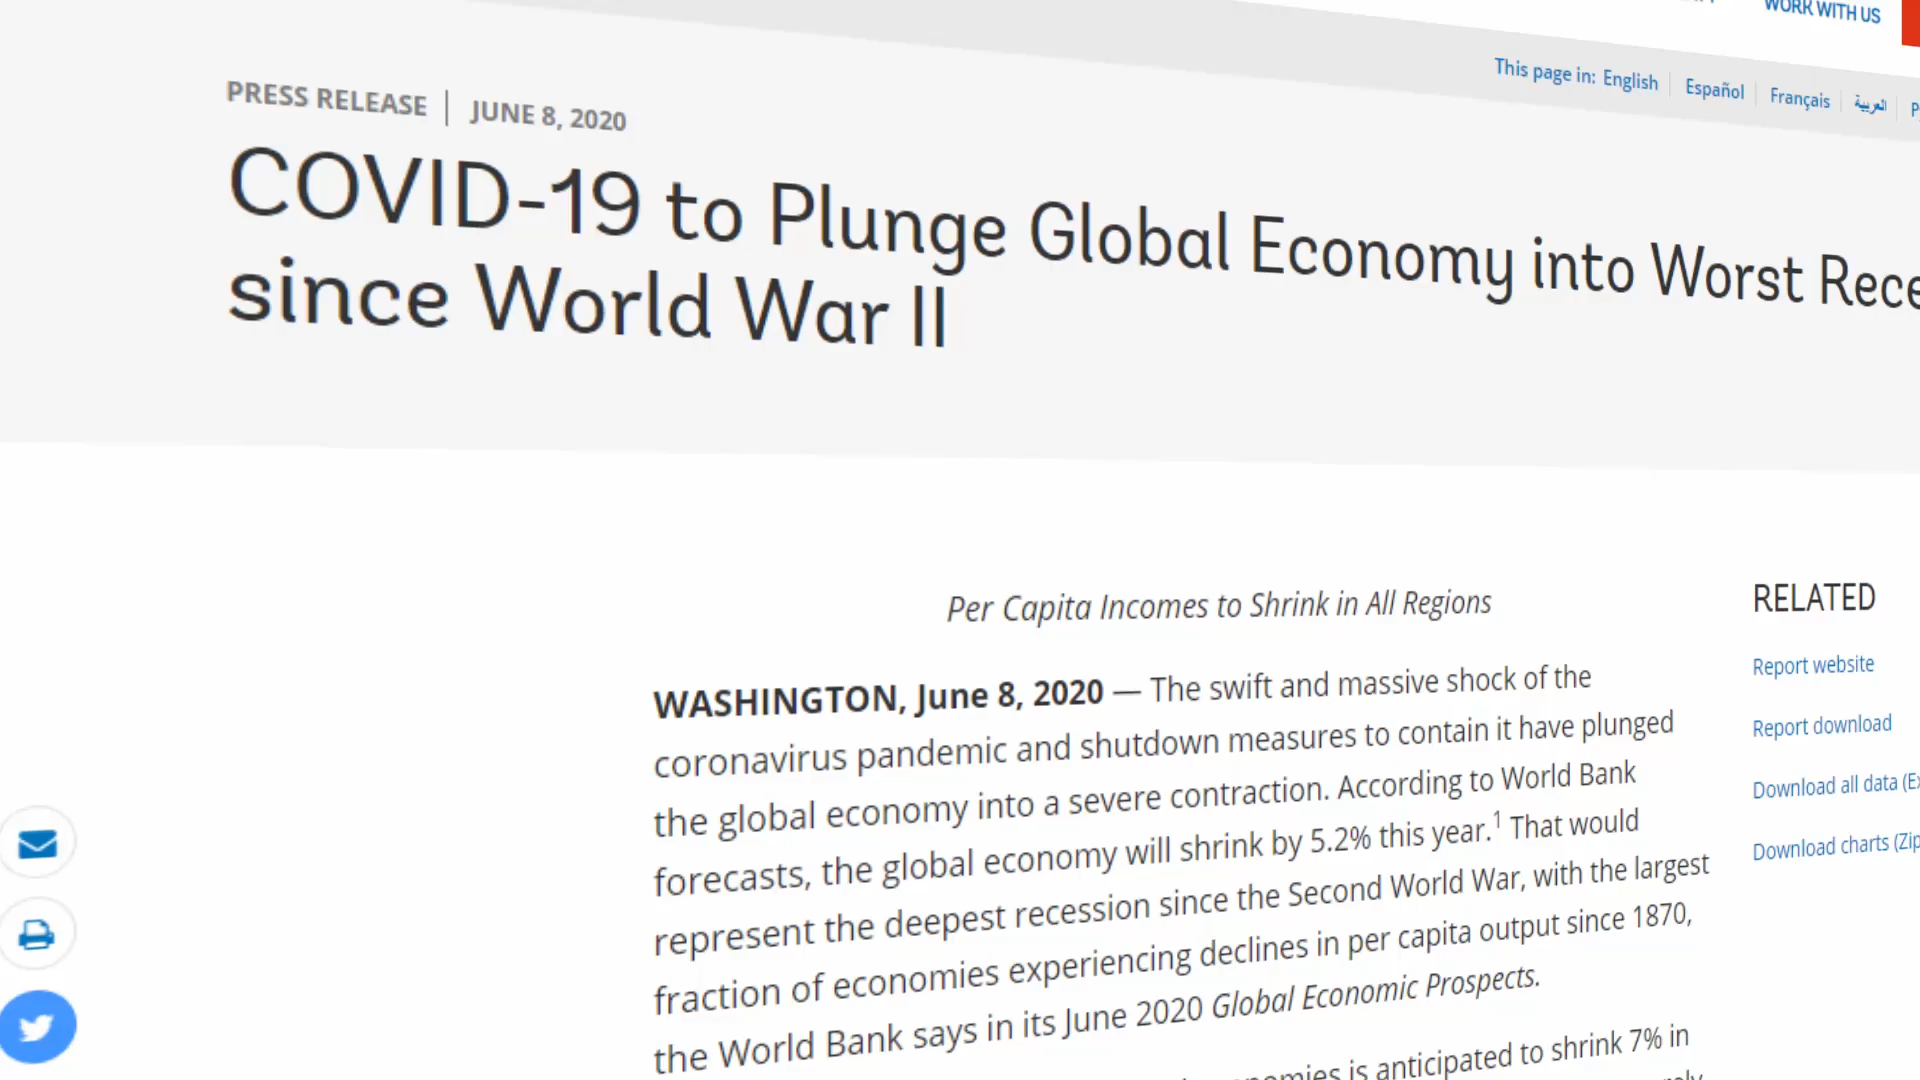 WORK WITH US
This page in: English Español Français العربية
PRESS RELEASE JUNE 8, 2020
COVID-19 to Plunge Global Economy into Worst
since World War II
Per Capita Incomes to Shrink in All Regions
RELATED
WASHINGTON, June 8, 2020 — The swift and massive shock of the
coronavirus pandemic and shutdown measures to contain it have plunged
the global economy into a severe contraction. According to World Bank
forecasts, the global economy will shrink by 5.2% this year.¹ That would
represent the deepest recession since the Second World War, with the largest
fraction of economies experiencing declines in per capita output since 1870,
the World Bank says in its June 2020 Global Economic Prospects.
is anticipated to shrink 7% in
Report website
Report download
Download all data
Download charts (Zip